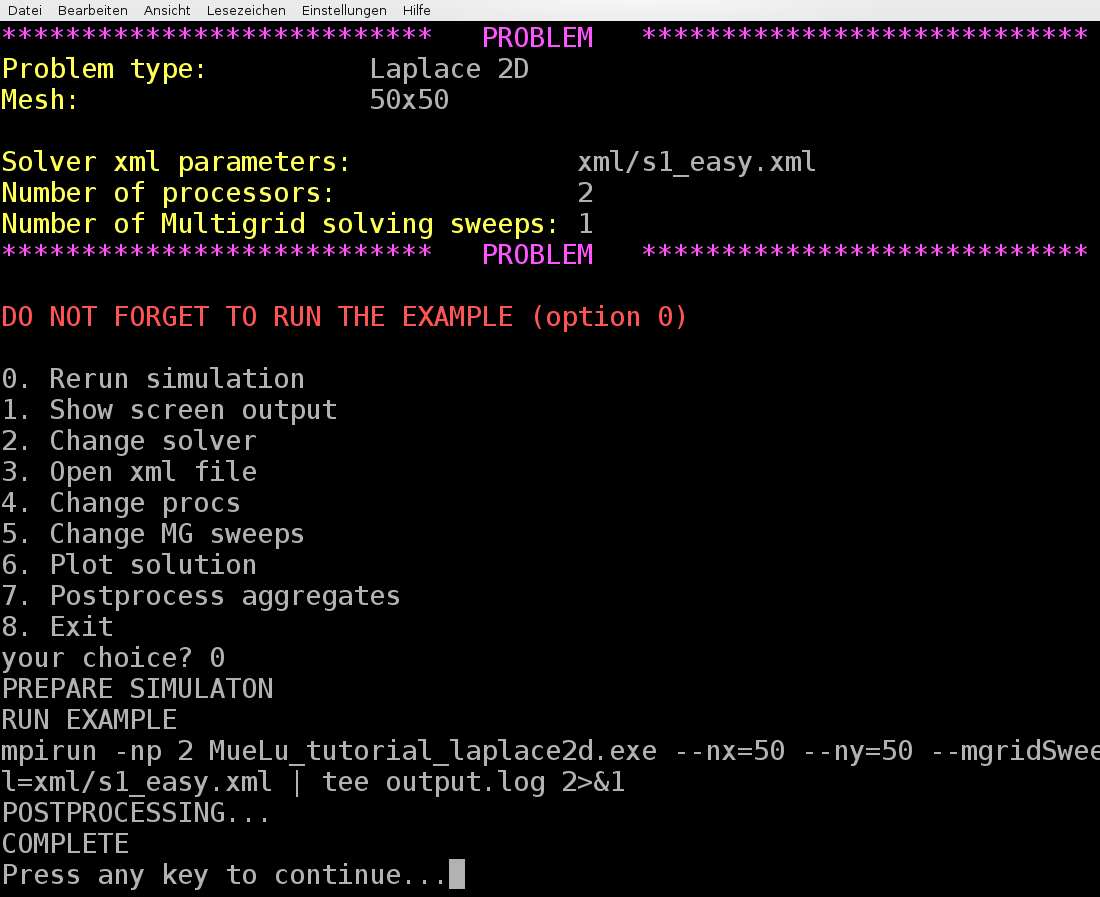 Datei Bearbeiten Ansicht Lesezeichen Einstellungen Hilfe
*************************** PROBLEM ****************************
Problem type: Laplace 2D
Mesh: 50x50
Solver xml parameters: xml/s1_easy.xml
Number of processors: 2
Number of Multigrid solving sweeps: 1
*************************** PROBLEM ****************************
DO NOT FORGET TO RUN THE EXAMPLE (option 0)
0. Rerun simulation
1. Show screen output
2. Change solver
3. Open xml file
4. Change procs
5. Change MG sweeps
6. Plot solution
7. Postprocess aggregates
8. Exit
your choice? 0
PREPARE SIMULATON
RUN EXAMPLE
mpirun -np 2 MueLu_tutorial_laplace2d.exe --nx=50 --ny=50 --mgridSwee
l=xml/s1_easy.xml | tee output.log 2>&1
POSTPROCESSING...
COMPLETE
Press any key to continue...